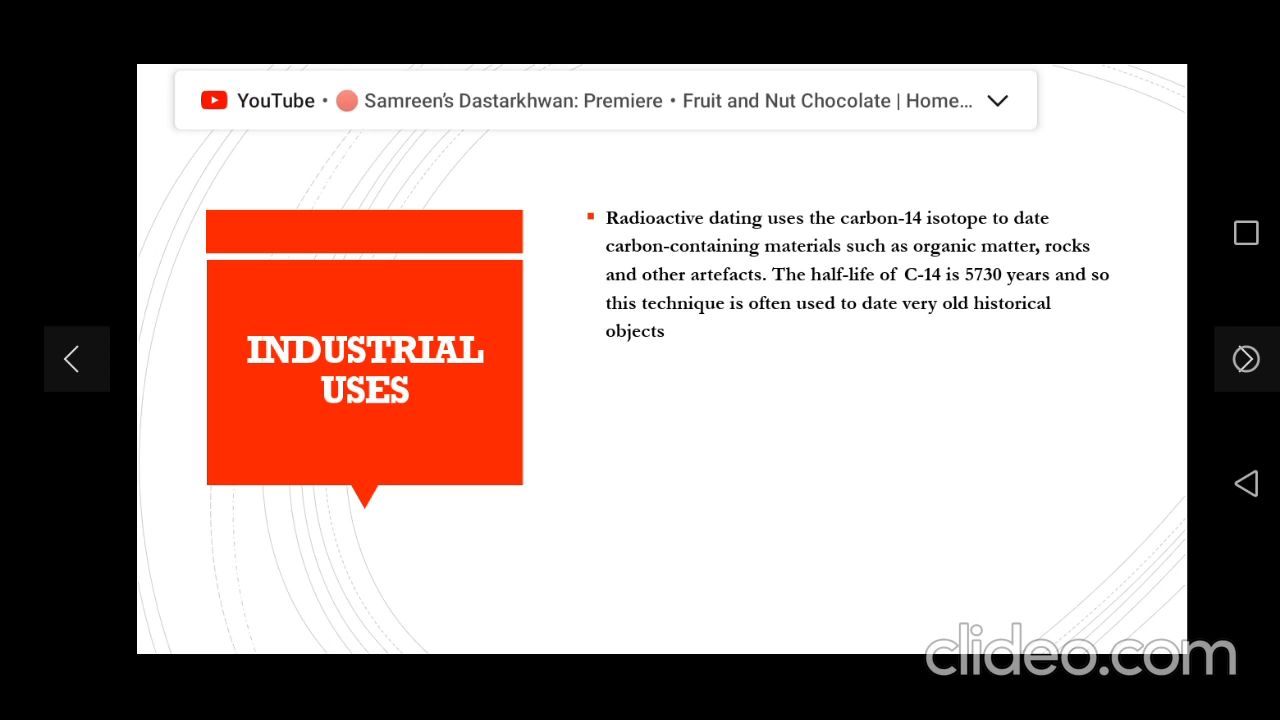 YouTube • Samreen's Dastarkhwan: Premiere • Fruit and Nut Chocolate | Home...
INDUSTRIAL
USES
Radioactive dating uses the carbon-14 isotope to date
carbon-containing materials such as organic matter, rocks
and other artefacts. The half-life of C-14 is 5730 years and so
this technique is often used to date very old historical
objects
clideo.com